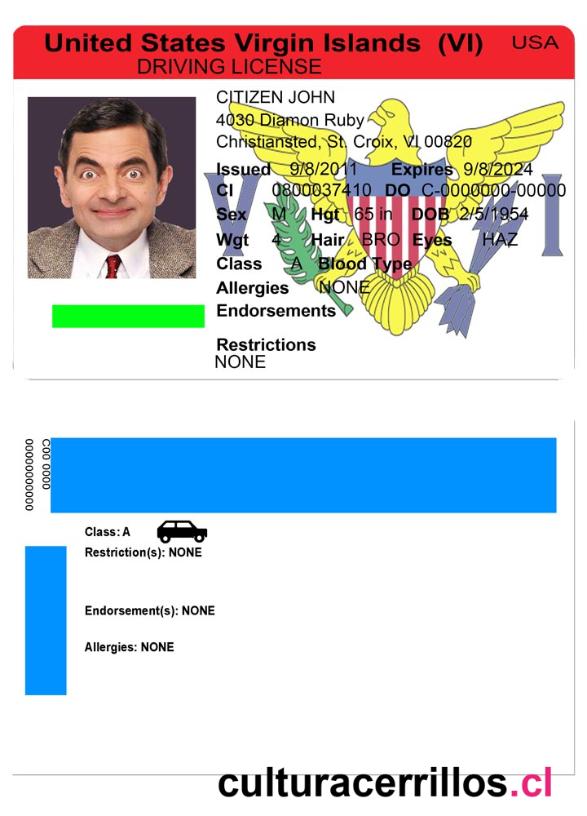 United States Virgin Islands (VI) USA
DRIVING LICENSE
CITIZEN JOHN
4030 Diamon Ruby
Christiansted, St. Croix, VI 00820
Issued 9/8/2011 Expires 9/8/2024
CI 0800037410 DO C-0000000-00000
Sex M Hgt 65 in DOB 2/5/1954
V I
Wgt 4 Hair BRO Eyes HAZ
Class A Blood Type
Allergies NONE
Endorsements
Restrictions
NONE
C00 0000
00000000000
Class: A
Restriction(s): NONE
Endorsement(s): NONE
Allergies: NONE
culturacerrillos.cl